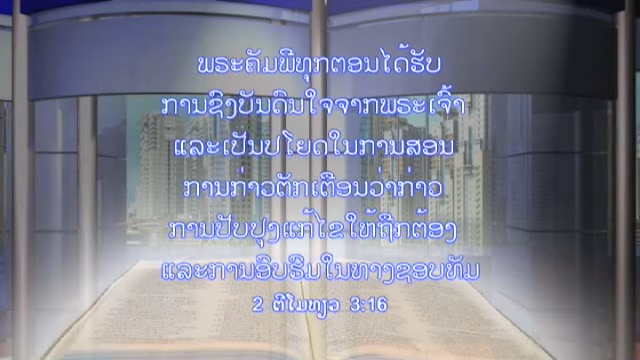 ພຣະຄັມພີທຸກຕອນໄດ້ຮັບ
ການຊົງບັນດົນໃຈຈາກພຣະເຈົ້າ
ແລະເປັນປໂຍດໃນການສອນ
ການກ່າວຕັກເຕືອນວ່າກ່າວ
ການປັບປຸງແກ້ໄຂໃຫ້ຖືກຕ້ອງ
ແລະການອົບຮົມໃນທາງຊອບທັມ
2 ຕີໂມທຽວ 3:16